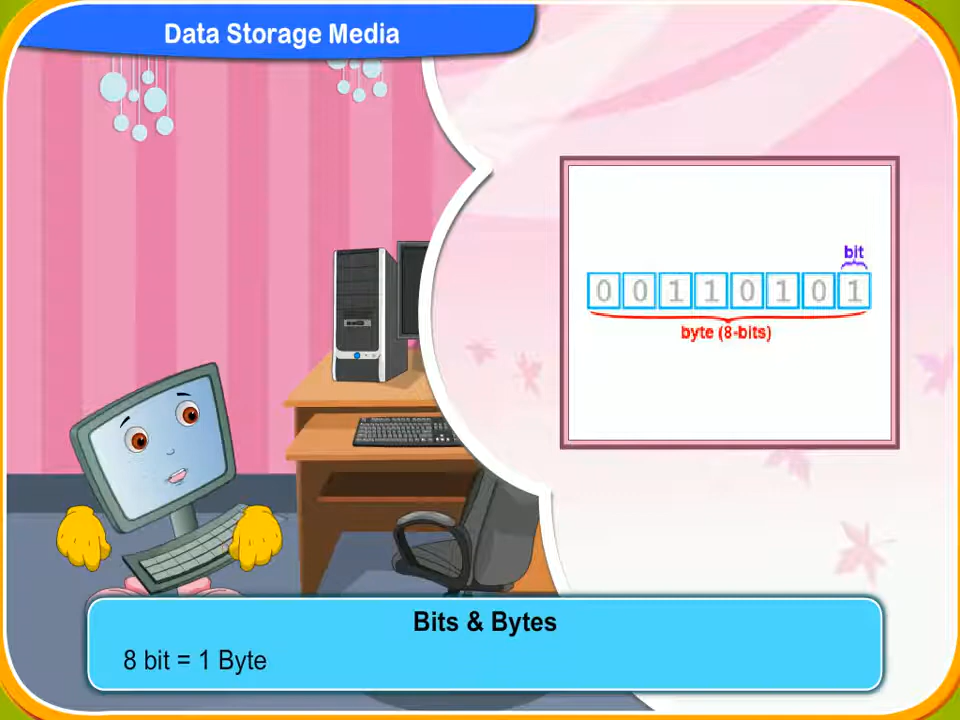 Data Storage Media
bit
0 0 1 1 0 1 0 1
byte (8-bits)
Bits & Bytes
8 bit = 1 Byte